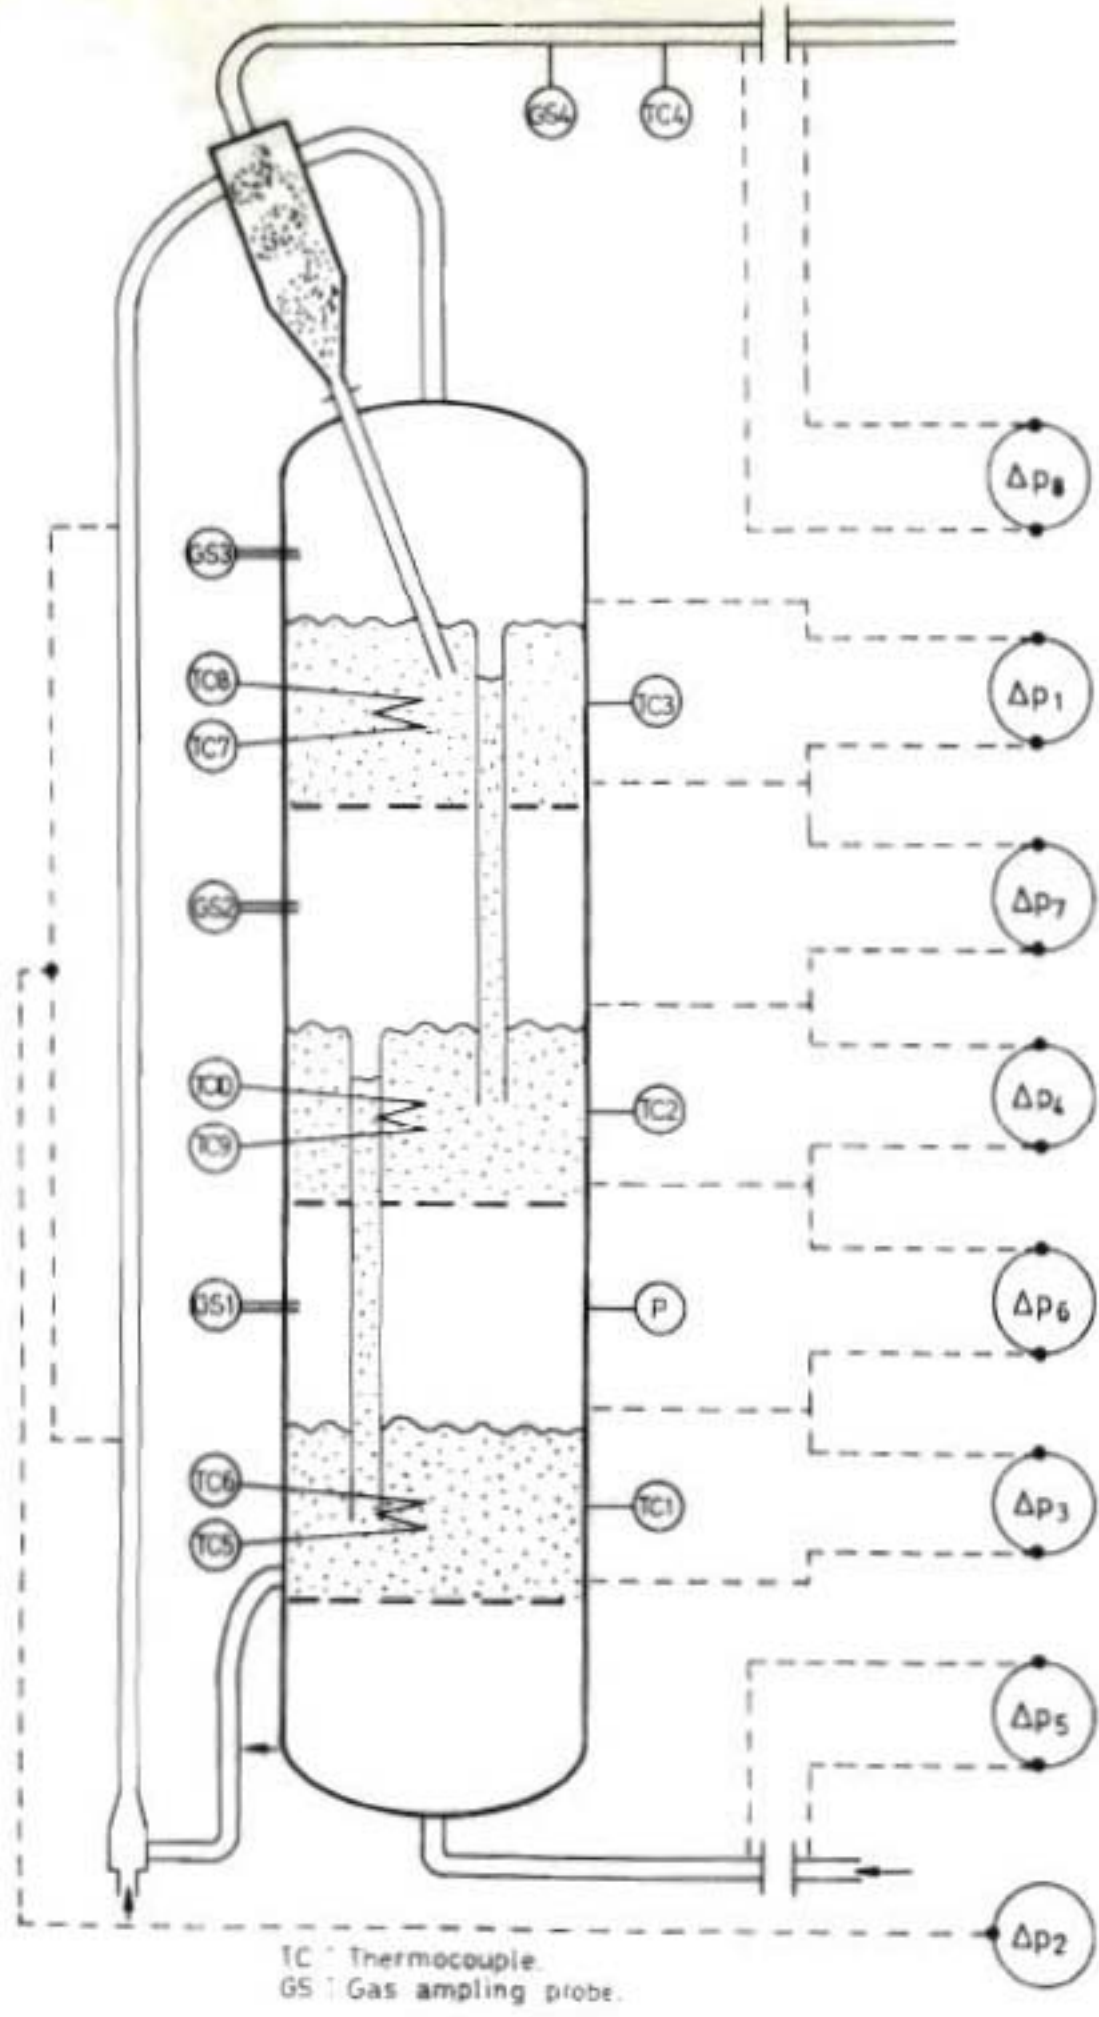 GS4 TC4
Δp8
GS3
TC8
TC3
Δp1
TC7
Δp7
GS2
TC10
TC2
Δp4
TC9
GS1
P
Δp6
TC6
TC1
Δp3
TC5
Δp5
Δp2
TC : Thermocouple.
GS : Gas ampling probe.